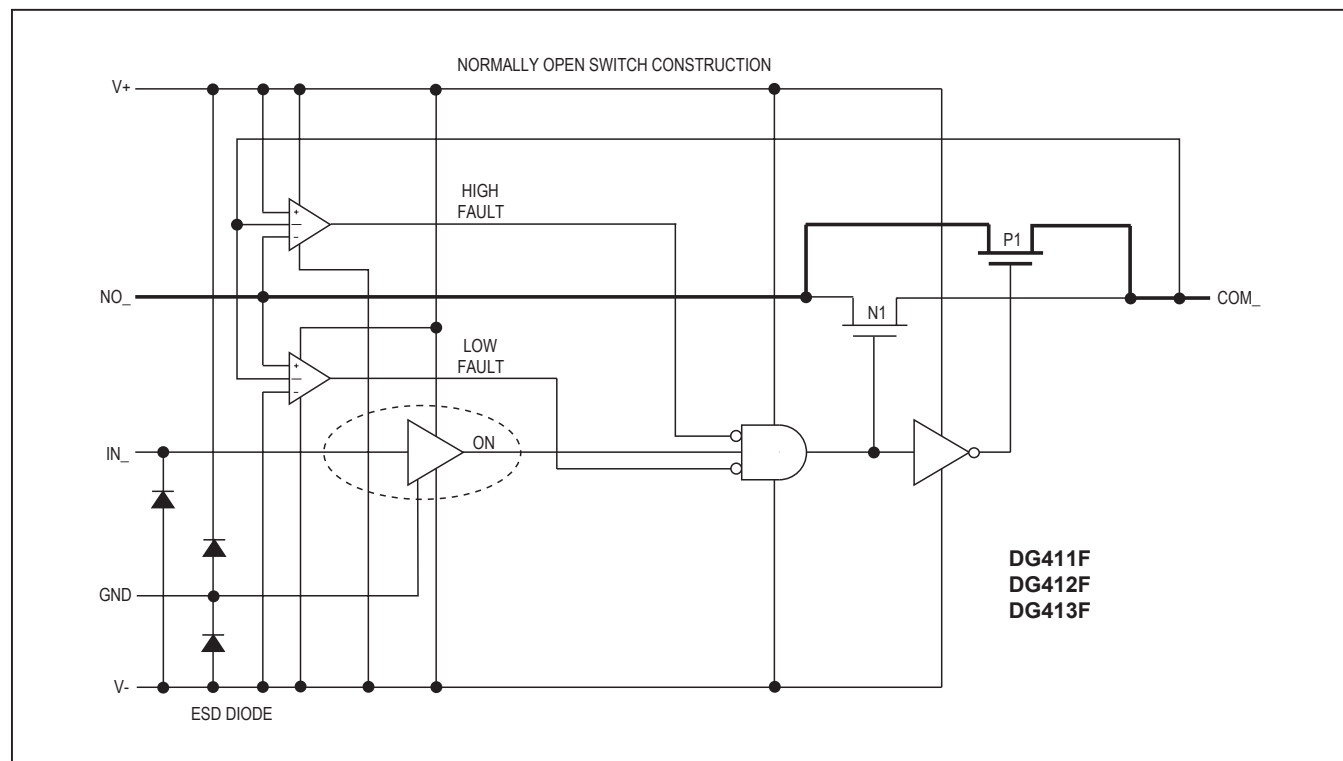 NORMALLY OPEN SWITCH CONSTRUCTION
V+
HIGH
FAULT
+
–
–
P1
NO_
COM_
N1
LOW
FAULT
+
–
–
ON
IN_
DG411F
DG412F
DG413F
GND
V-
ESD DIODE